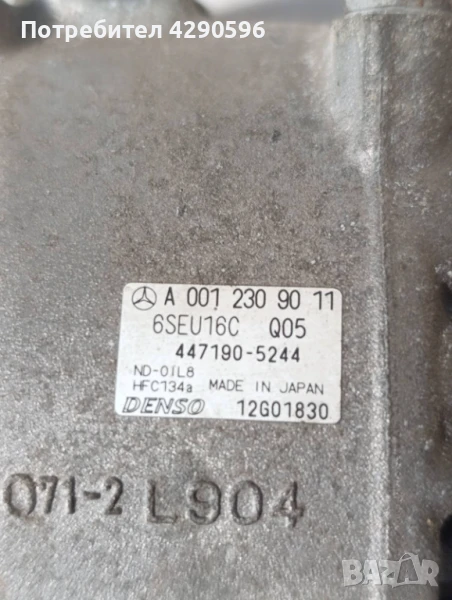 Потребител 4290596
A 001 230 90 11
6SEU16C Q05
447190-5244
ND-OIL8
HFC134a MADE IN JAPAN
DENSO 12G01830
071-2 L904
BAZAR